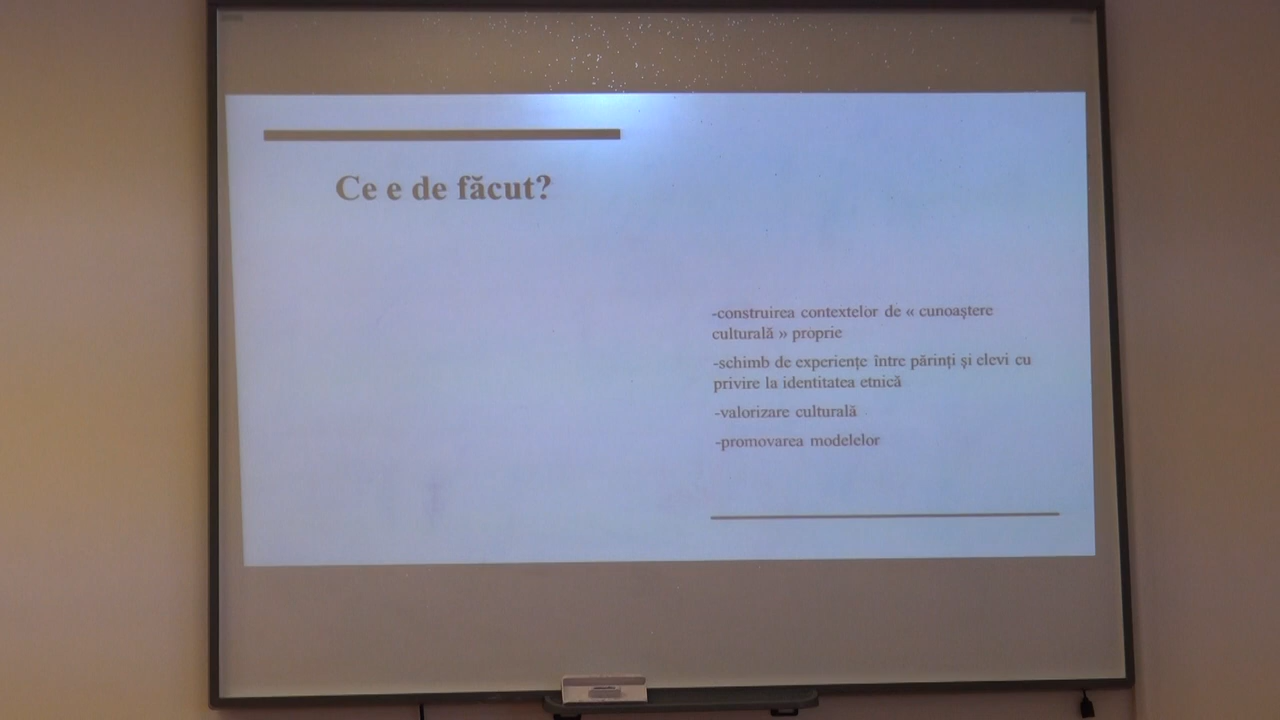 Ce e de făcut?
-construirea contextelor de « cunoaştere
culturală » proprie
-schimb de experienţe între părinţi şi elevi cu
privire la identitatea etnică
-valorizare culturală
-promovarea modelelor